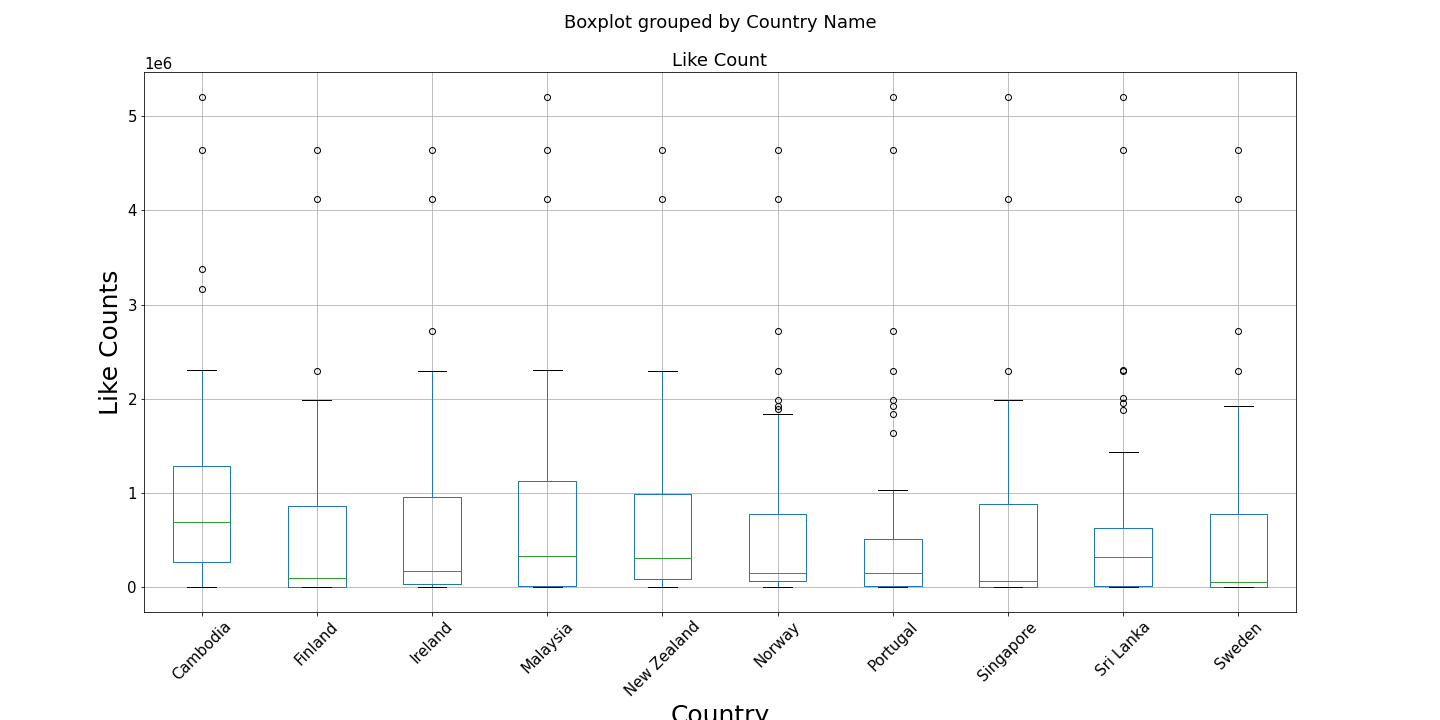 Boxplot grouped by Country Name
Like Count
1e6
5
4
3
2
1
0
Like Counts
Cambodia
Finland
Ireland
Malaysia
New Zealand
Norway
Portugal
Singapore
Sri Lanka
Sweden
Country